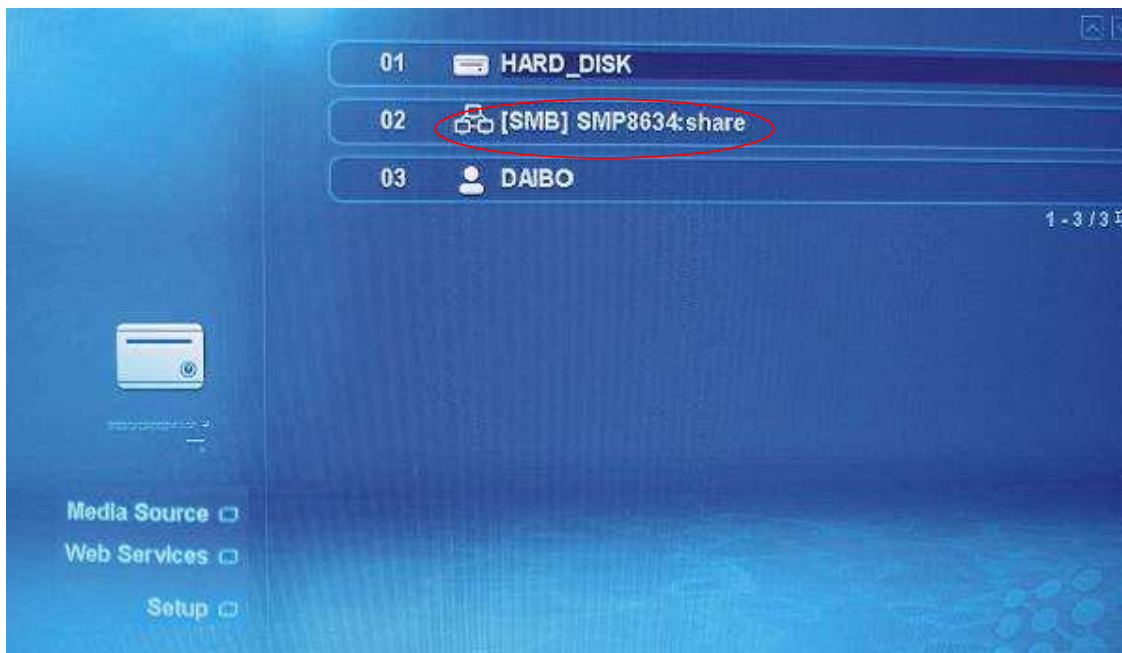 01 HARD_DISK
02 [SMB] SMP8634:share
03 DAIBO
1 - 3 / 3
Media Source
Web Services
Setup